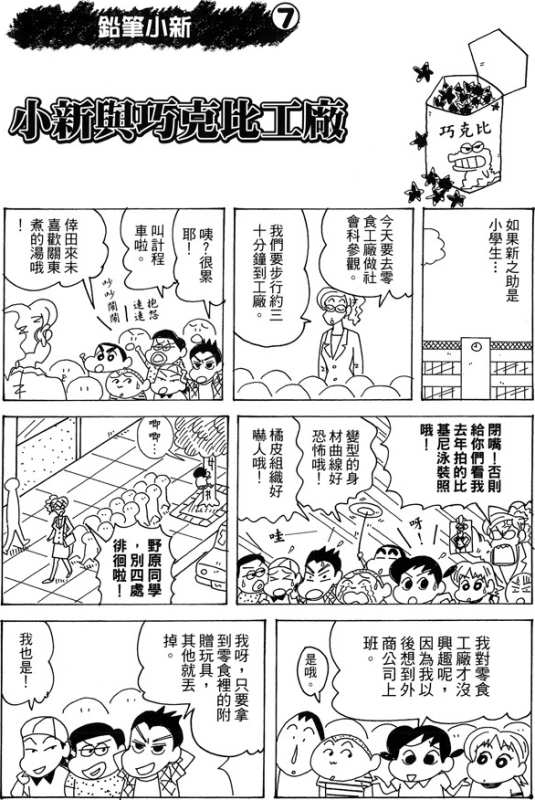 鉛筆小新
7
小新與巧克比工廠
巧克比
如果新之助是
小學生…
今天要去零
食工廠做社
會科參觀。
我們要步行約三
十分鐘到工廠。
咦?很累
耶!
叫計程
車啦。
抱怨
連連
吵吵鬧鬧
倖田來未
喜歡關東
煮的湯哦
!
閉嘴!否則
給你們看我
去年拍的比
基尼泳裝照
哦!
呀!
變型的身
材曲線好
恐怖哦!
橘皮組織好
嚇人哦!
哇
唧唧…
野原同學
,別四處
徘徊啦!
我對零食
工廠才沒
興趣呢,
因為我以
後想到外
商公司上
班。
是哦。
我呀,只要拿
到零食裡的附
贈玩具,
其他就丟
掉。
我也是!